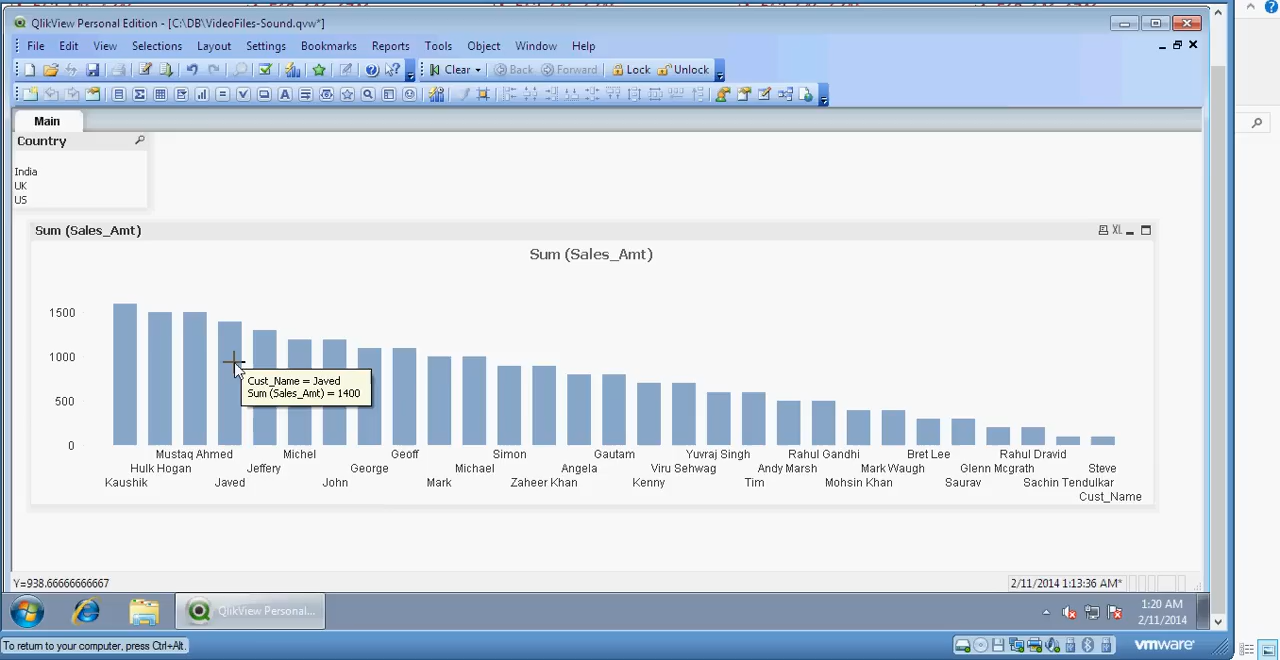 QlikView Personal Edition - [C:\DB\VideoFiles-Sound.qvw*]
File Edit View Selections Layout Settings Bookmarks Reports Tools Object Window Help
Clear Back Forward Lock Unlock
Main
Country
India
UK
US
Sum (Sales_Amt)
XL
Sum (Sales_Amt)
1500
1000
500
0
Cust_Name = Javed
Sum (Sales_Amt) = 1400
Mustaq Ahmed Michel Geoff Simon Gautam Yuvraj Singh Rahul Gandhi Bret Lee Rahul Dravid
Hulk Hogan Jeffery George Michael Angela Viru Sehwag Andy Marsh Mark Waugh Glenn Mcgrath Steve
Kaushik Javed John Mark Zaheer Khan Kenny Tim Mohsin Khan Saurav Sachin Tendulkar
Cust_Name
Y=938.66666666667
2/11/2014 1:13:36 AM*
QlikView Personal...
1:20 AM
2/11/2014
To return to your computer, press Ctrl+Alt.
vmware